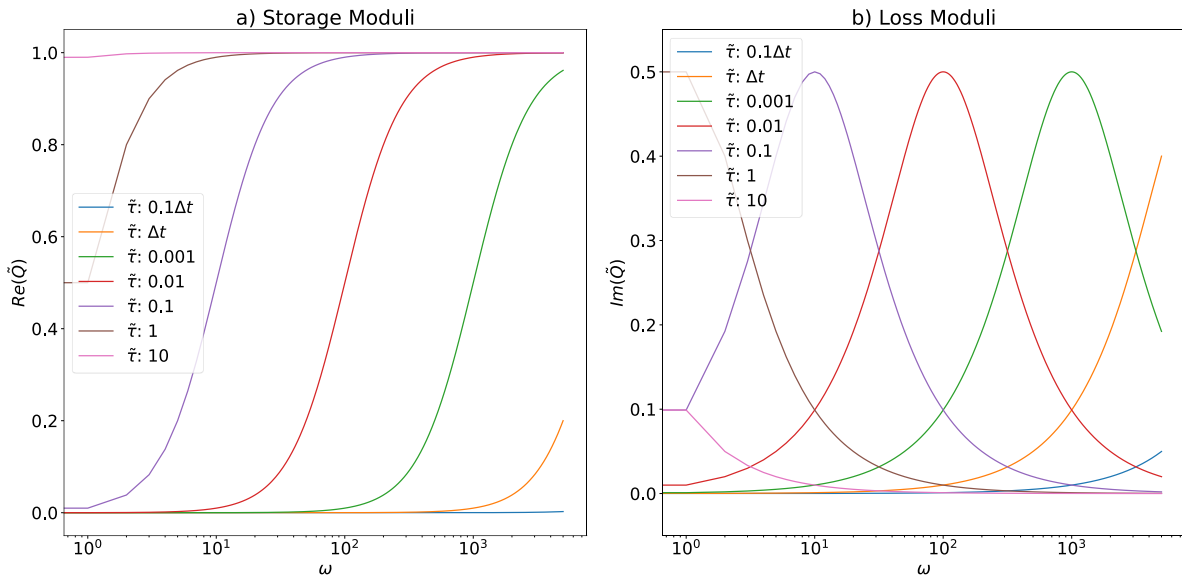 a) Storage Moduli
1.0
0.8
0.6
0.4
0.2
0.0
Re(Q̃)
τ̃: 0.1Δt
τ̃: Δt
τ̃: 0.001
τ̃: 0.01
τ̃: 0.1
τ̃: 1
τ̃: 10
10⁰
10¹
10²
10³
ω
b) Loss Moduli
0.5
0.4
0.3
0.2
0.1
0.0
Im(Q̃)
τ̃: 0.1Δt
τ̃: Δt
τ̃: 0.001
τ̃: 0.01
τ̃: 0.1
τ̃: 1
τ̃: 10
10⁰
10¹
10²
10³
ω